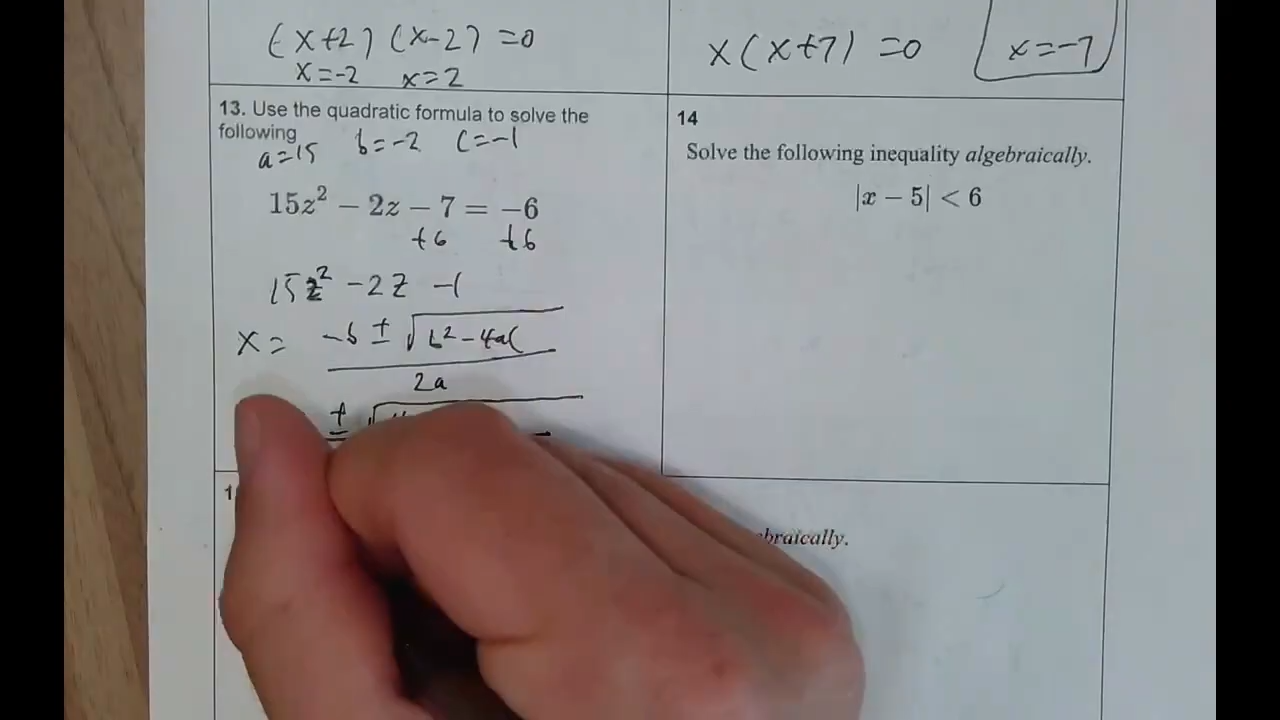 (x+2) (x-2) =0
x=-2 x=2
x(x+7) =0
x=-7
13. Use the quadratic formula to solve the
following
a=15 b=-2 c=-1
15z² − 2z − 7 = −6
+6 +6
15z² -2z -1
x= -b ± √b²-4ac
2a
± √4
14
Solve the following inequality algebraically.
|x − 5| < 6